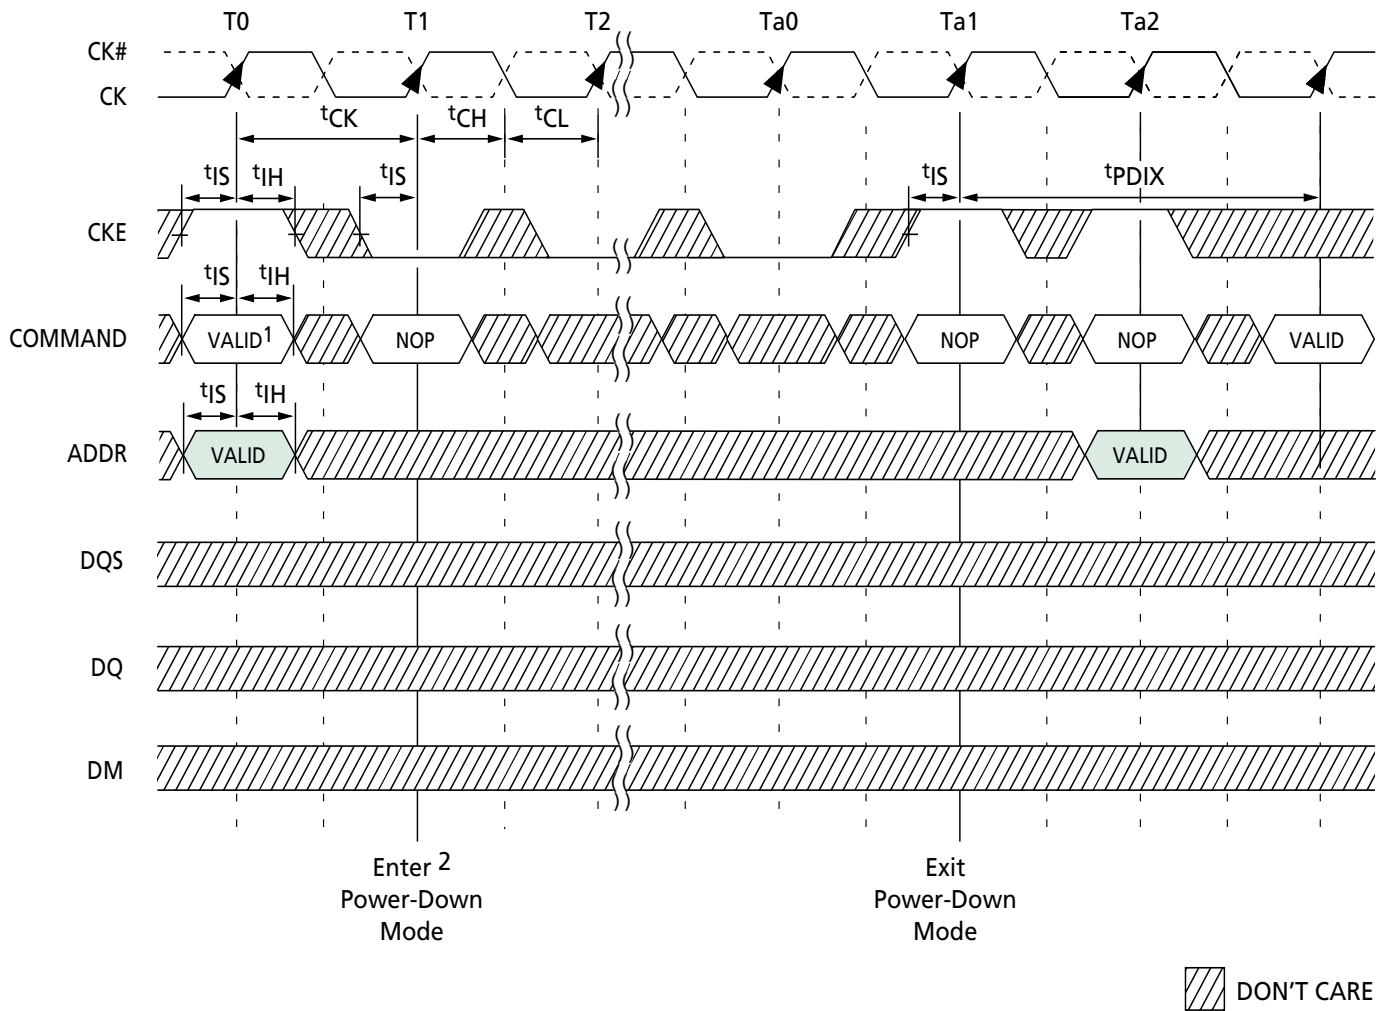 T0 T1 T2 Ta0 Ta1 Ta2
CK#
CK
tCK tCH tCL
tIS tIH tIS tIS tPDIX
CKE
tIS tIH
COMMAND VALID1 NOP NOP NOP VALID
tIS tIH
ADDR VALID VALID
DQS
DQ
DM
Enter 2
Power-Down
Mode
Exit
Power-Down
Mode
DON'T CARE